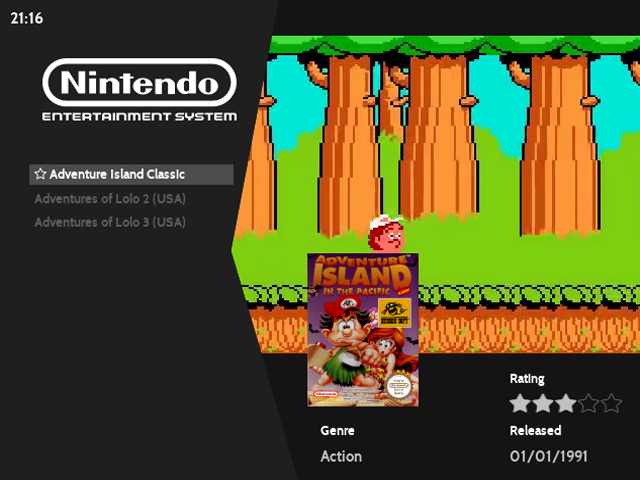 21:16
Nintendo
ENTERTAINMENT SYSTEM
Adventure Island Classic
Adventures of Lolo 2 (USA)
Adventures of Lolo 3 (USA)
ADVENTURE
ISLAND
IN THE PACIFIC
Rating
Genre
Action
Released
01/01/1991